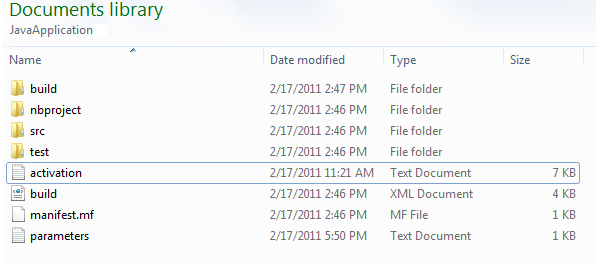 Documents library
JavaApplication
Name Date modified Type Size
build 2/17/2011 2:47 PM File folder
nbproject 2/17/2011 2:46 PM File folder
src 2/17/2011 2:46 PM File folder
test 2/17/2011 2:46 PM File folder
activation 2/17/2011 11:21 AM Text Document 7 KB
build 2/17/2011 2:46 PM XML Document 4 KB
manifest.mf 2/17/2011 2:46 PM MF File 1 KB
parameters 2/17/2011 5:50 PM Text Document 1 KB